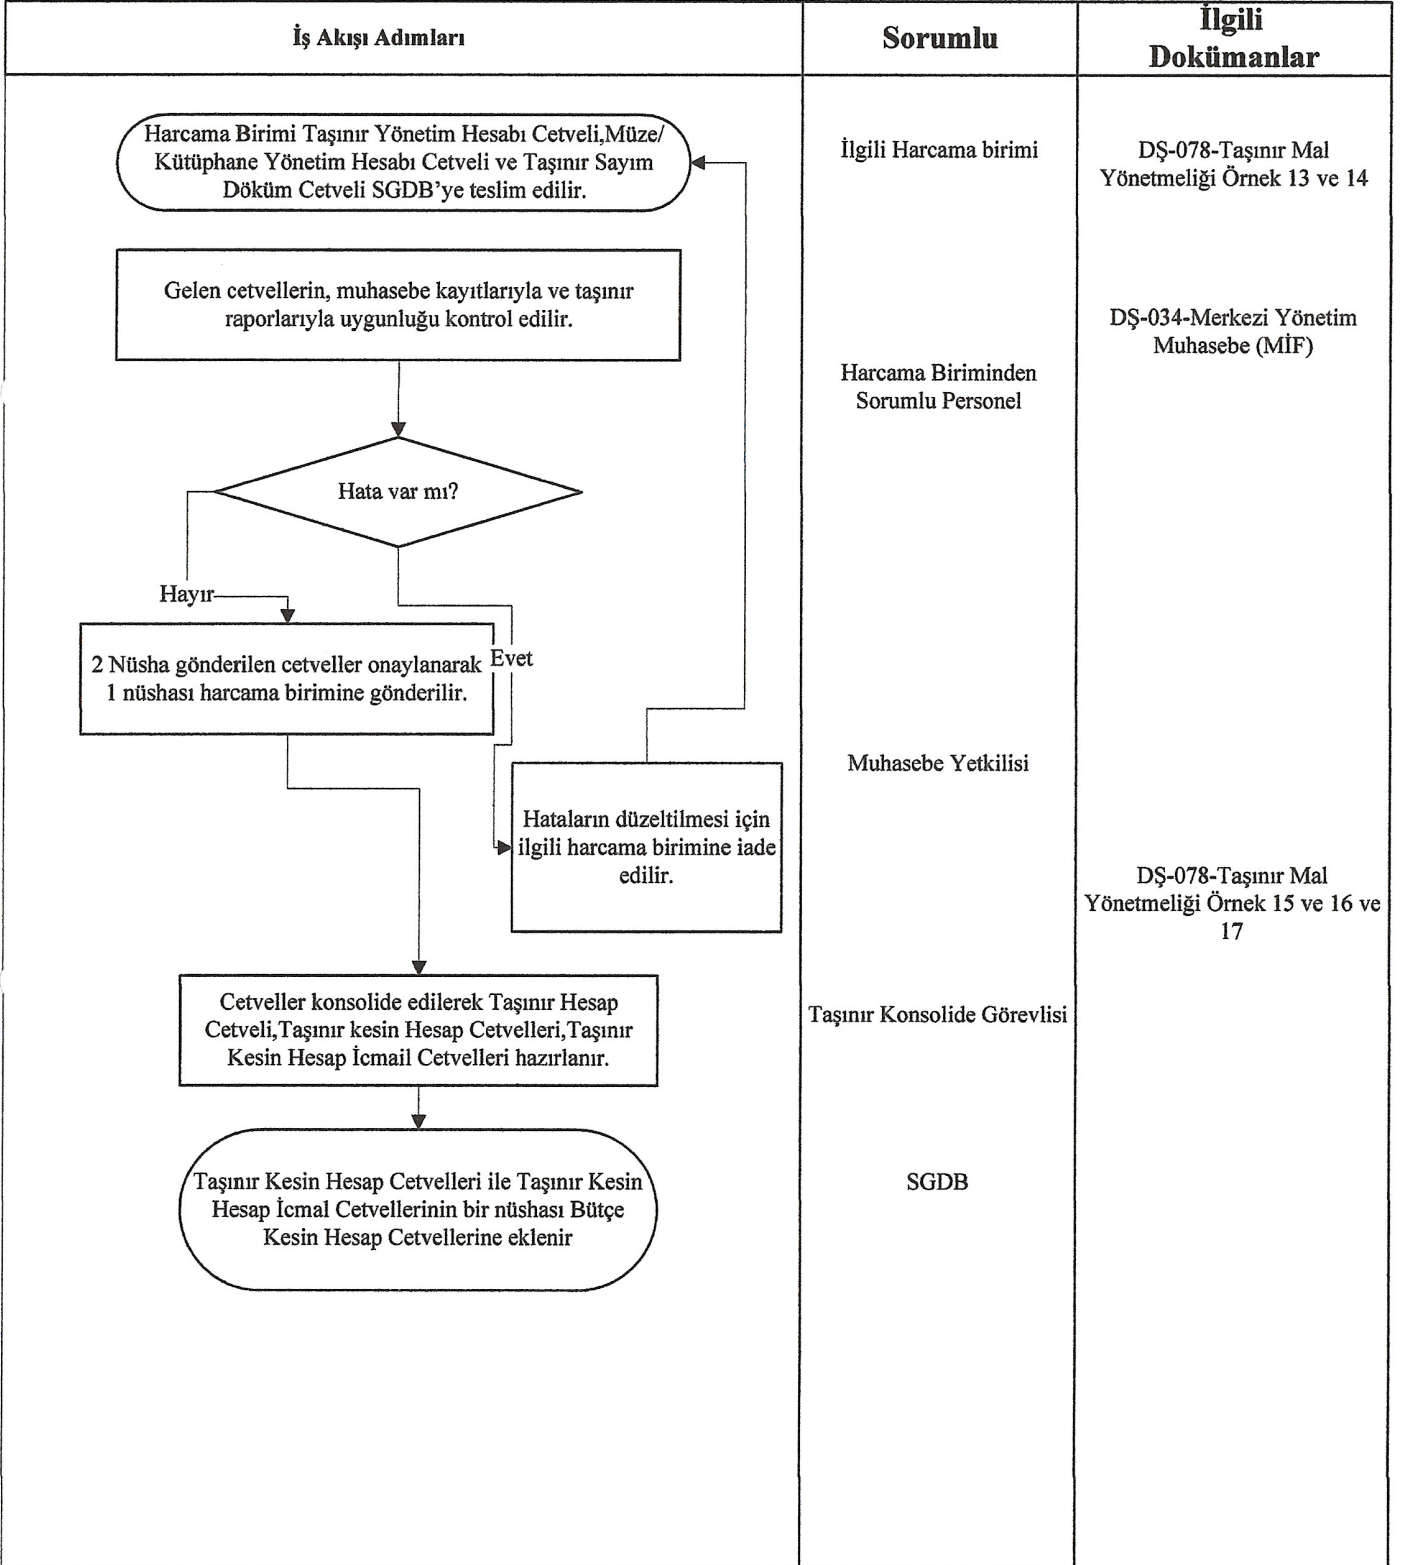 İş Akışı Adımları
Sorumlu
İlgili
Dokümanlar
Harcama Birimi Taşınır Yönetim Hesabı Cetveli,Müze/
Kütüphane Yönetim Hesabı Cetveli ve Taşınır Sayım
Döküm Cetveli SGDB’ye teslim edilir.
İlgili Harcama birimi
DŞ-078-Taşınır Mal
Yönetmeliği Örnek 13 ve 14
Gelen cetvellerin, muhasebe kayıtlarıyla ve taşınır
raporlarıyla uygunluğu kontrol edilir.
DŞ-034-Merkezi Yönetim
Muhasebe (MİF)
Harcama Biriminden
Sorumlu Personel
Hata var mı?
Hayır
Evet
2 Nüsha gönderilen cetveller onaylanarak
1 nüshası harcama birimine gönderilir.
Muhasebe Yetkilisi
Hataların düzeltilmesi için
ilgili harcama birimine iade
edilir.
DŞ-078-Taşınır Mal
Yönetmeliği Örnek 15 ve 16 ve
17
Cetveller konsolide edilerek Taşınır Hesap
Cetveli,Taşınır kesin Hesap Cetvelleri,Taşınır
Kesin Hesap İcmail Cetvelleri hazırlanır.
Taşınır Konsolide Görevlisi
Taşınır Kesin Hesap Cetvelleri ile Taşınır Kesin
Hesap İcmal Cetvellerinin bir nüshası Bütçe
Kesin Hesap Cetvellerine eklenir
SGDB